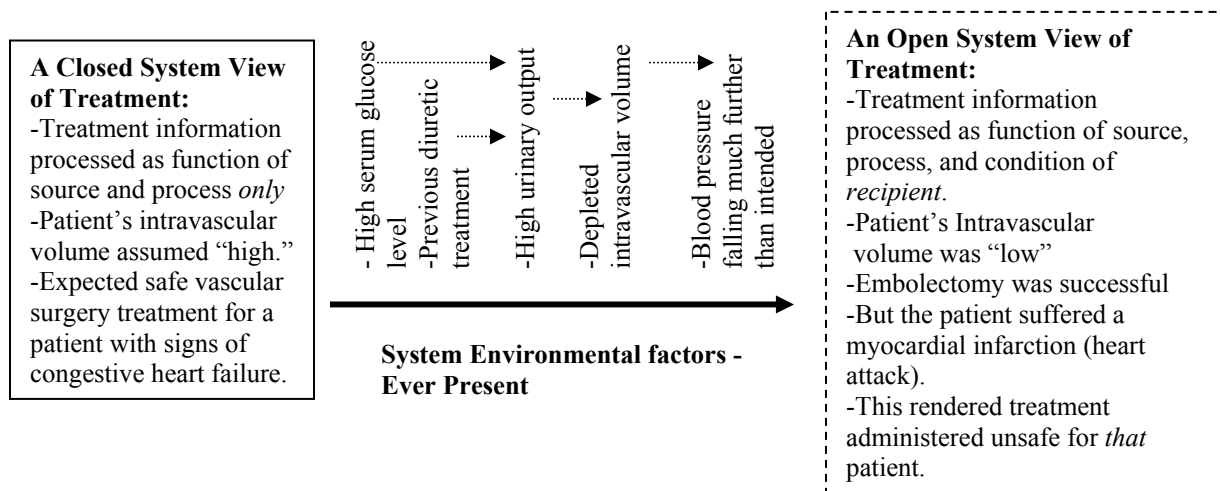 A Closed System View
of Treatment:
-Treatment information
processed as function of
source and process only
-Patient's intravascular
volume assumed "high."
-Expected safe vascular
surgery treatment for a
patient with signs of
congestive heart failure.
- High serum glucose
level
-Previous diuretic
treatment
-High urinary output
-Depleted
intravascular volume
-Blood pressure
falling much further
than intended
System Environmental factors -
Ever Present
An Open System View of
Treatment:
-Treatment information
processed as function of source,
process, and condition of
recipient.
-Patient's Intravascular
volume was "low"
-Embolectomy was successful
-But the patient suffered a
myocardial infarction (heart
attack).
-This rendered treatment
administered unsafe for that
patient.